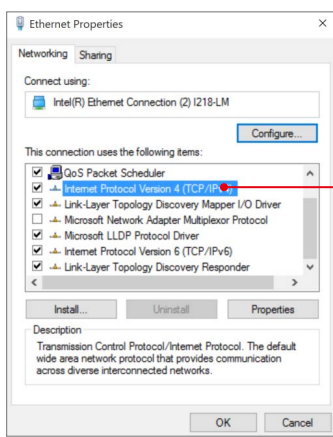 Ethernet Properties
Networking Sharing
Connect using:
Intel(R) Ethernet Connection (2) I218-LM
Configure...
This connection uses the following items:
QoS Packet Scheduler
Internet Protocol Version 4 (TCP/IPv4)
Link-Layer Topology Discovery Mapper I/O Driver
Microsoft Network Adapter Multiplexor Protocol
Microsoft LLDP Protocol Driver
Internet Protocol Version 6 (TCP/IPv6)
Link-Layer Topology Discovery Responder
Install... Uninstall Properties
Description
Transmission Control Protocol/Internet Protocol. The default
wide area network protocol that provides communication
across diverse interconnected networks.
OK Cancel